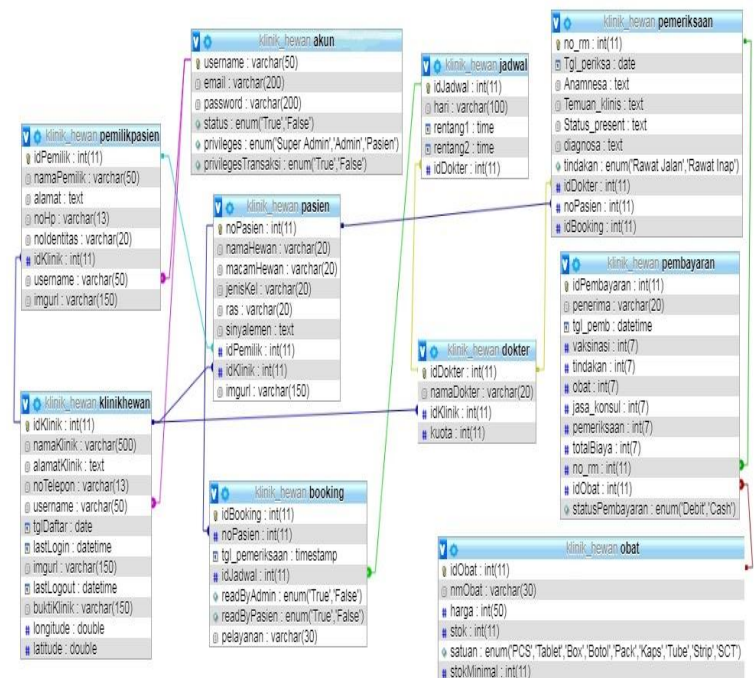 klinik_hewan akun
username : varchar(50)
email : varchar(200)
password : varchar(200)
status : enum('True','False')
privileges : enum('Super Admin','Admin','Pasien')
privilegesTransaksi : enum('True','False')
klinik_hewan jadwal
idJadwal : int(11)
hari : varchar(100)
rentang1 : time
rentang2 : time
idDokter : int(11)
klinik_hewan pemeriksaan
no_rm : int(11)
Tgl_periksa : date
Anamnesa : text
Temuan_klinis : text
Status_present : text
diagnosa : text
tindakan : enum('Rawat Jalan','Rawat Inap')
idDokter : int(11)
noPasien : int(11)
idBooking : int(11)
klinik_hewan pemilikpasien
idPemilik : int(11)
namaPemilik : varchar(50)
alamat : text
noHp : varchar(13)
noIdentitas : varchar(20)
idKlinik : int(11)
username : varchar(50)
imgurl : varchar(150)
klinik_hewan pasien
noPasien : int(11)
namaHewan : varchar(20)
macamHewan : varchar(20)
jenisKel : varchar(20)
ras : varchar(20)
sinyalemen : text
idPemilik : int(11)
idKlinik : int(11)
imgurl : varchar(150)
klinik_hewan pembayaran
idPembayaran : int(11)
penerima : varchar(20)
tgl_pemb : datetime
vaksinasi : int(7)
tindakan : int(7)
obat : int(7)
jasa_konsul : int(7)
pemeriksaan : int(7)
totalBiaya : int(7)
no_rm : int(11)
idObat : int(11)
statusPembayaran : enum('Debit','Cash')
klinik_hewan dokter
idDokter : int(11)
namaDokter : varchar(20)
idKlinik : int(11)
kuota : int(11)
klinik_hewan klinikhewan
idKlinik : int(11)
namaKlinik : varchar(500)
alamatKlinik : text
noTelepon : varchar(13)
username : varchar(50)
tglDaftar : date
lastLogin : datetime
imgurl : varchar(150)
lastLogout : datetime
buktiKlinik : varchar(150)
longitude : double
latitude : double
klinik_hewan booking
idBooking : int(11)
noPasien : int(11)
tgl_pemeriksaan : timestamp
idJadwal : int(11)
readByAdmin : enum('True','False')
readByPasien : enum('True','False')
pelayanan : varchar(30)
klinik_hewan obat
idObat : int(11)
nmObat : varchar(30)
harga : int(50)
stok : int(11)
satuan : enum('PCS','Tablet','Box','Botol','Pack','Kaps','Tube','Strip','SCT')
stokMinimal : int(11)